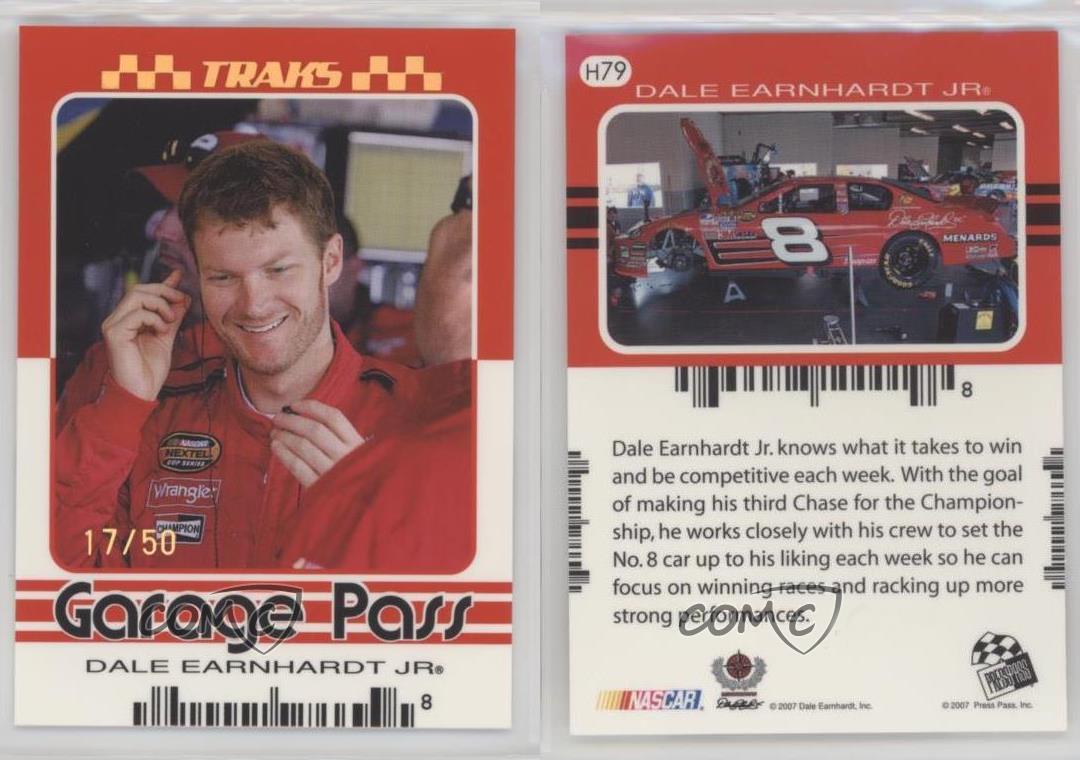 TRAKS
NASCAR
NEXTEL
CUP SERIES
Wrangler
CHAMPION
17/50
Garage Pass
COMC
DALE EARNHARDT JR®
8
H79
DALE EARNHARDT JR®
8
MENARDS
A
8
Dale Earnhardt Jr. knows what it takes to win
and be competitive each week. With the goal
of making his third Chase for the Champion-
ship, he works closely with his crew to set the
No. 8 car up to his liking each week so he can
focus on winning races and racking up more
strong performances.
COMC
NASCAR
© 2007 Dale Earnhardt, Inc.
PRESS PASS
© 2007 Press Pass, Inc.